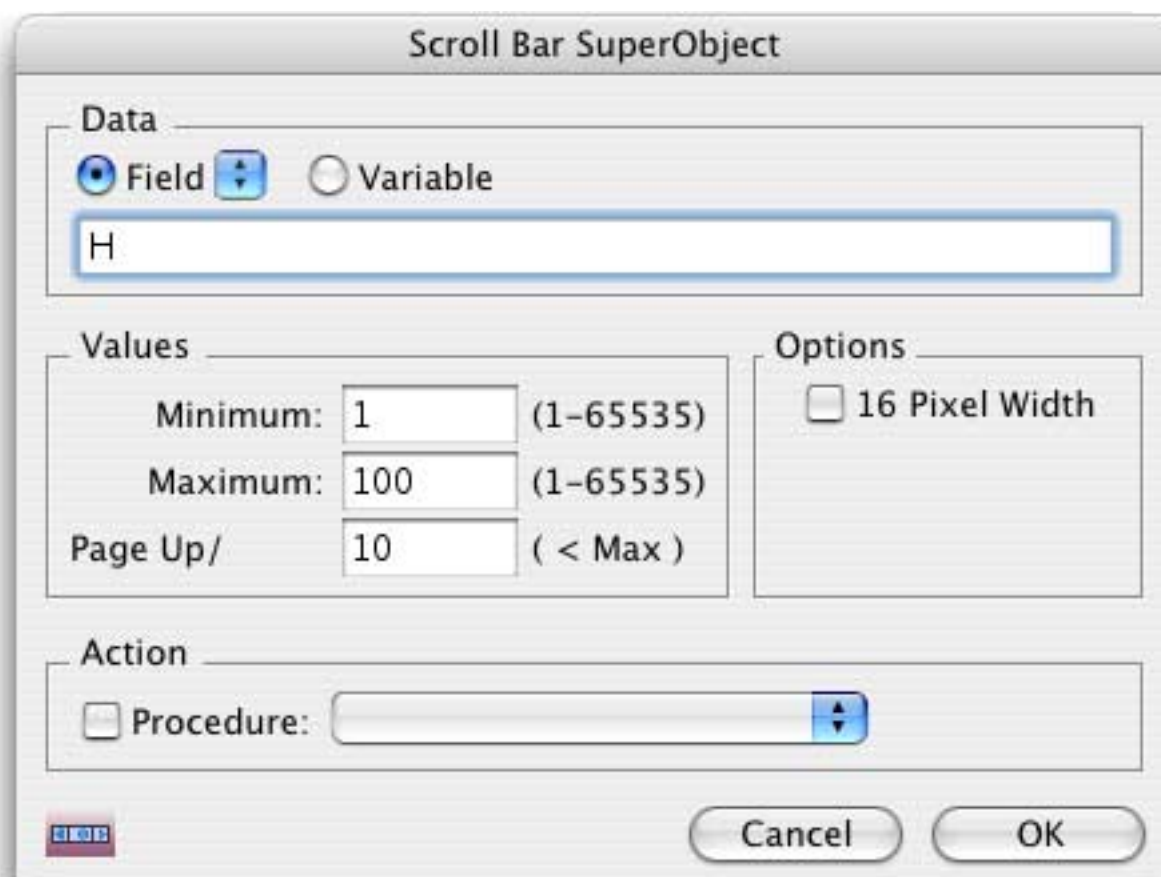 Scroll Bar SuperObject
Data
Field Variable
H
Values
Minimum: 1 (1-65535)
Maximum: 100 (1-65535)
Page Up/ 10 ( < Max )
Options
16 Pixel Width
Action
Procedure:
Cancel OK